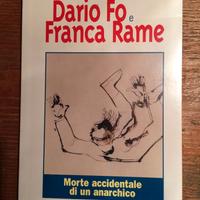 Dario Fo e
Franca Rame
Morte accidentale
di un anarchico